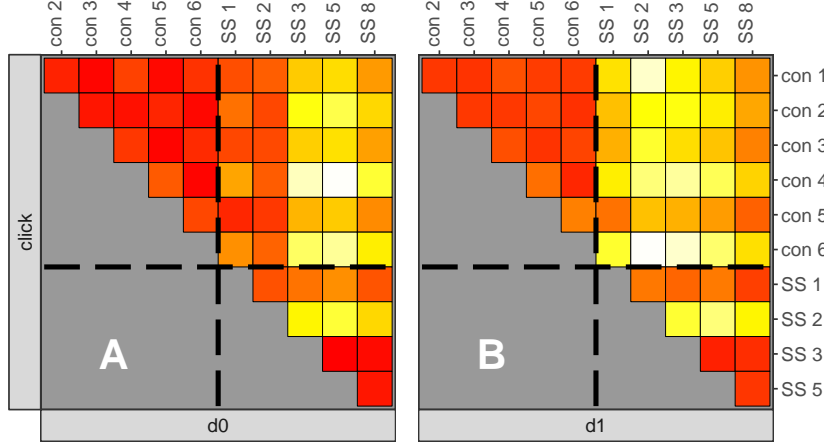 con 2 con 3 con 4 con 5 con 6 SS 1 SS 2 SS 3 SS 5 SS 8
con 2 con 3 con 4 con 5 con 6 SS 1 SS 2 SS 3 SS 5 SS 8
click
con 1
con 2
con 3
con 4
con 5
con 6
SS 1
SS 2
SS 3
SS 5
A
B
d0
d1